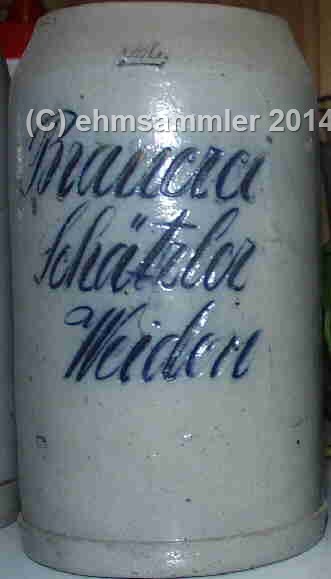 (C) ehmsammler 2014
Brauerei
Schätzler
Weiden